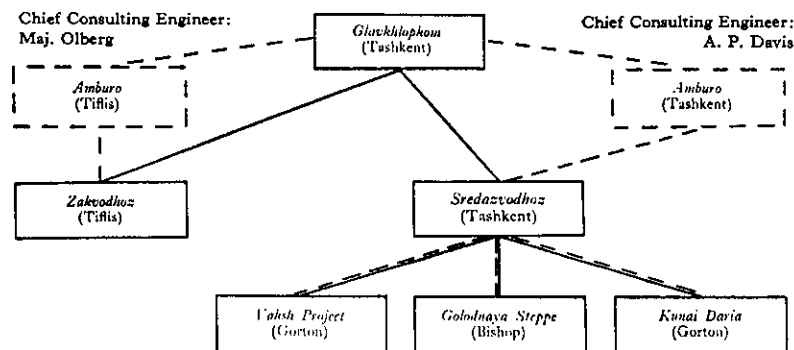 Chief Consulting Engineer:
Maj. Olberg
Glavkhlopkom
(Tashkent)
Chief Consulting Engineer:
A. P. Davis
Amburo
(Tiflis)
Amburo
(Tashkent)
Zakvodhoz
(Tiflis)
Sredazvodhoz
(Tashkent)
Vahsh Project
(Gorton)
Golodnaya Steppe
(Bishop)
Kunai Daria
(Gorton)